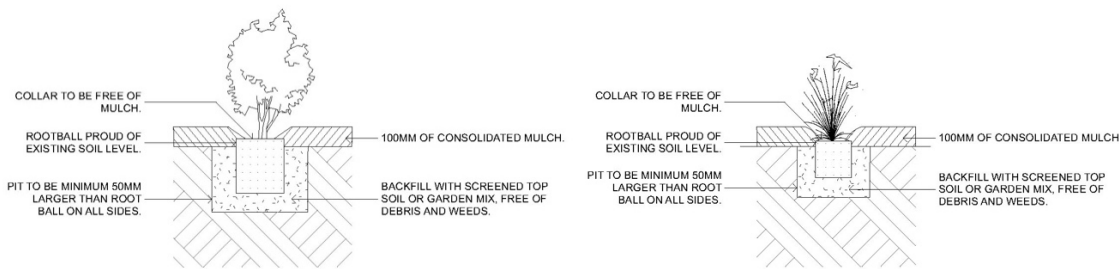 COLLAR TO BE FREE OF
MULCH.
ROOTBALL PROUD OF
EXISTING SOIL LEVEL.
PIT TO BE MINIMUM 50MM
LARGER THAN ROOT
BALL ON ALL SIDES.
100MM OF CONSOLIDATED MULCH.
BACKFILL WITH SCREENED TOP
SOIL OR GARDEN MIX, FREE OF
DEBRIS AND WEEDS.
COLLAR TO BE FREE OF
MULCH.
ROOTBALL PROUD OF
EXISTING SOIL LEVEL.
PIT TO BE MINIMUM 50MM
LARGER THAN ROOT
BALL ON ALL SIDES.
100MM OF CONSOLIDATED MULCH
BACKFILL WITH SCREENED TOP
SOIL OR GARDEN MIX, FREE OF
DEBRIS AND WEEDS.